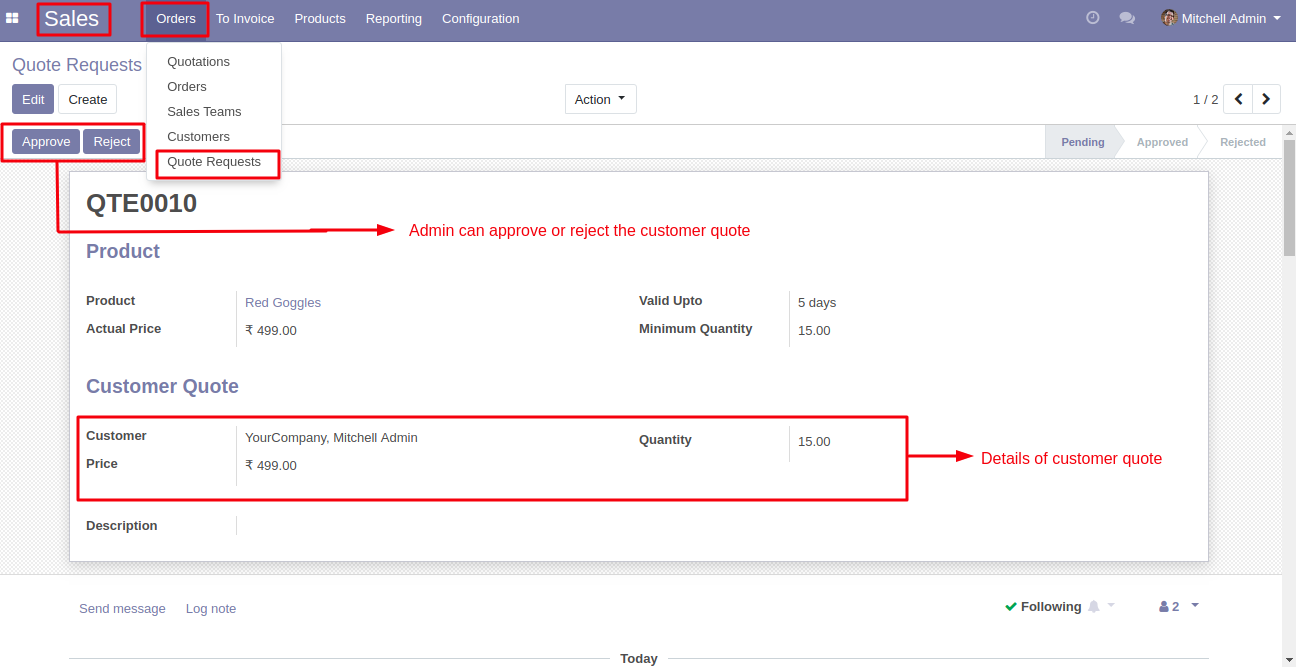 Sales Orders To Invoice Products Reporting Configuration Mitchell Admin
Quotations
Quote Requests
Orders
Edit Create Action 1 / 2
Sales Teams
Customers
Approve Reject Pending Approved Rejected
Quote Requests
QTE0010
Admin can approve or reject the customer quote
Product
Product Red Goggles Valid Upto 5 days
Actual Price ₹ 499.00 Minimum Quantity 15.00
Customer Quote
Customer YourCompany, Mitchell Admin Quantity 15.00
Price ₹ 499.00
Details of customer quote
Description
Send message Log note Following 2
Today